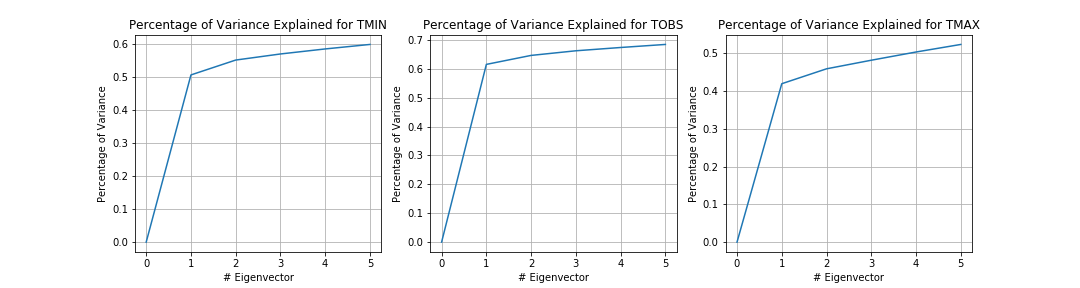 Percentage of Variance Explained for TMIN
0.6
0.5
0.4
0.3
0.2
0.1
0.0
Percentage of Variance
0 1 2 3 4 5
# Eigenvector
Percentage of Variance Explained for TOBS
0.7
0.6
0.5
0.4
0.3
0.2
0.1
0.0
Percentage of Variance
0 1 2 3 4 5
# Eigenvector
Percentage of Variance Explained for TMAX
0.5
0.4
0.3
0.2
0.1
0.0
Percentage of Variance
0 1 2 3 4 5
# Eigenvector